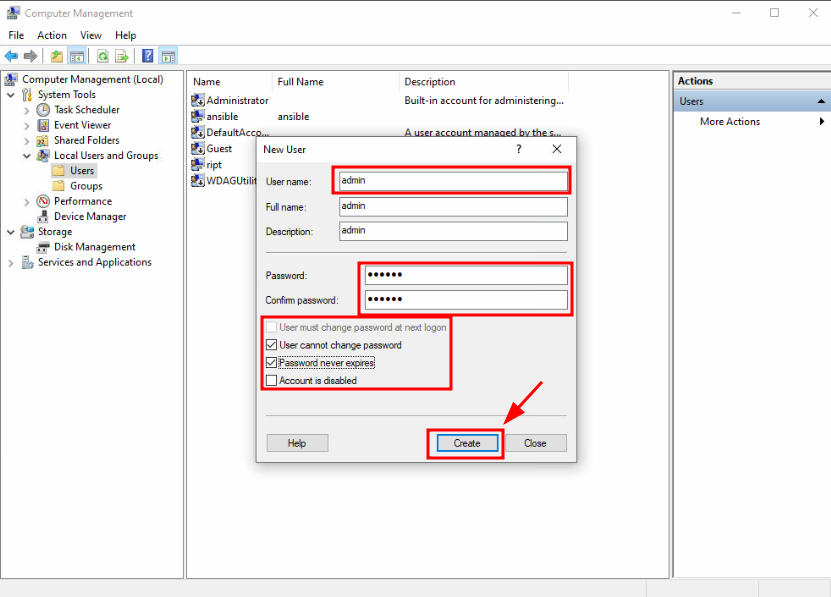 Computer Management
File Action View Help
Computer Management (Local)
System Tools
Task Scheduler
Event Viewer
Shared Folders
Local Users and Groups
Users
Groups
Performance
Device Manager
Storage
Disk Management
Services and Applications
Name Full Name Description
Administrator Built-in account for administering...
ansible ansible
DefaultAcco... A user account managed by the s...
Guest
ript
WDAGUtilit
New User
?
User name: admin
Full name: admin
Description: admin
Password: ••••••
Confirm password: ••••••
User must change password at next logon
User cannot change password
Password never expires
Account is disabled
Help Create Close
Actions
Users
More Actions